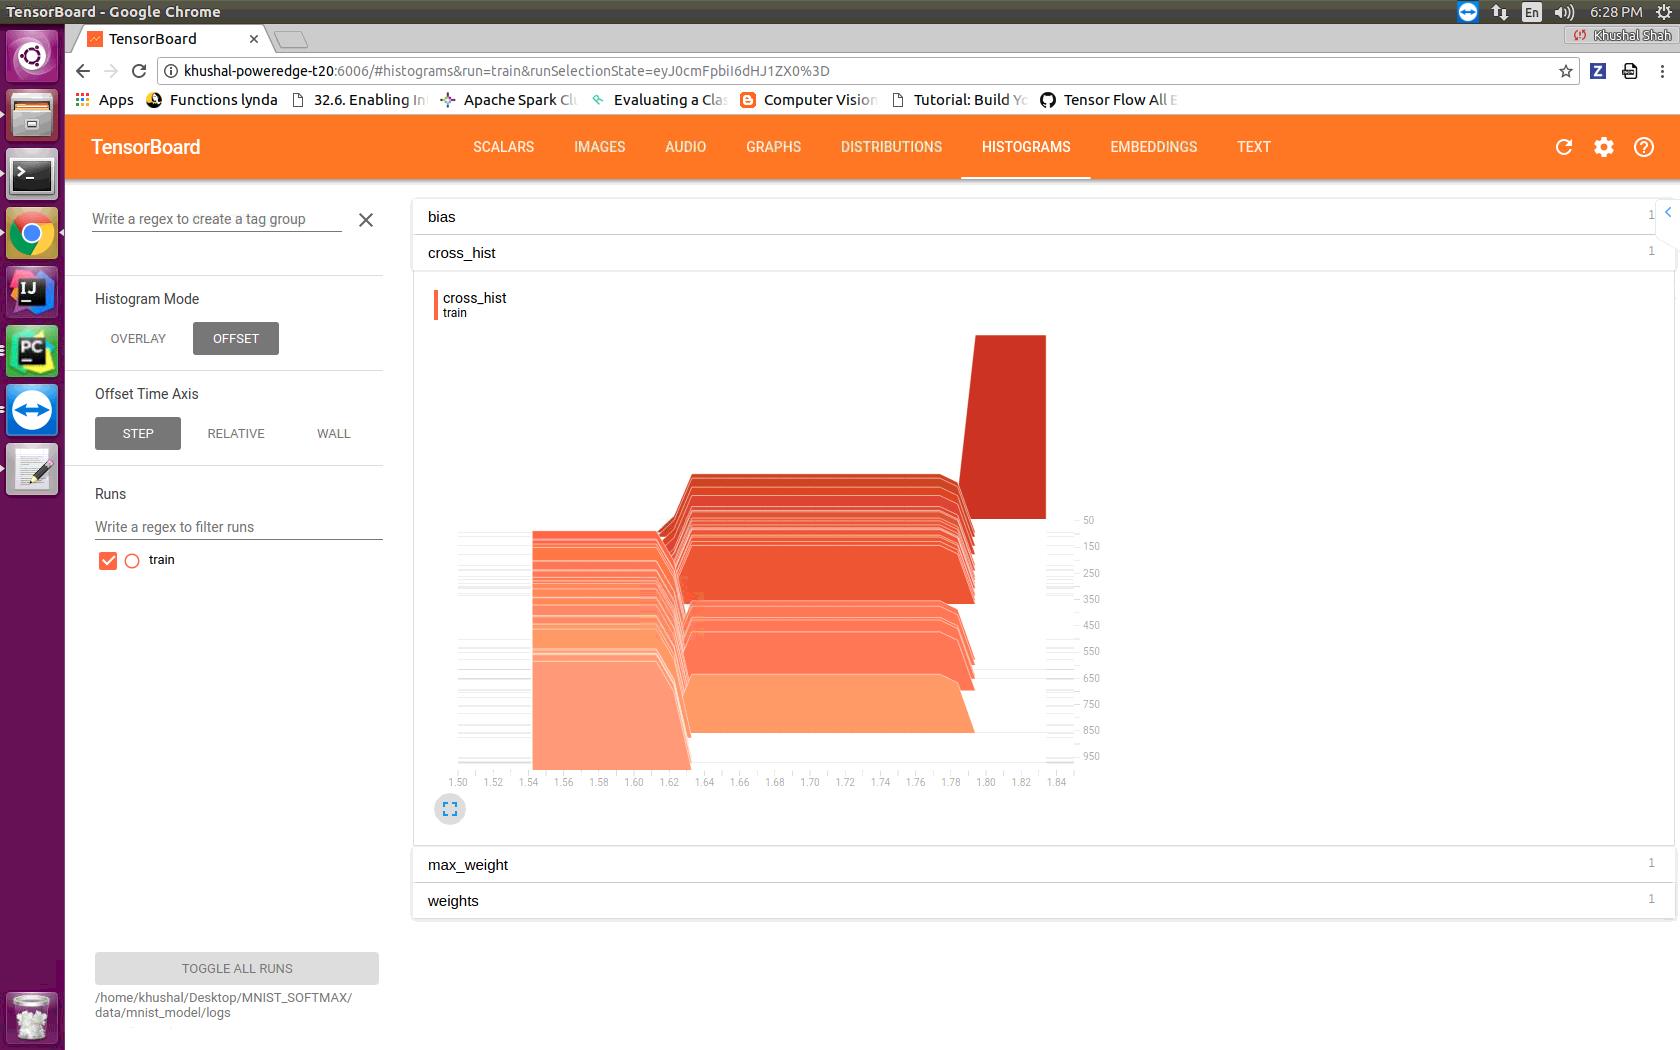 TensorBoard - Google Chrome
En
6:28 PM
TensorBoard
Khushal Shah
khushal-poweredge-t20:6006/#histograms&run=train&runSelectionState=eyJ0cmFpbiI6dHJ1ZX0%3D
Z
Apps
Functions lynda
32.6. Enabling In
Apache Spark Clu
Evaluating a Clas
Computer Vision
Tutorial: Build Yo
Tensor Flow All E
TensorBoard
SCALARS
IMAGES
AUDIO
GRAPHS
DISTRIBUTIONS
HISTOGRAMS
EMBEDDINGS
TEXT
Write a regex to create a tag group
Histogram Mode
OVERLAY
OFFSET
Offset Time Axis
STEP
RELATIVE
WALL
Runs
Write a regex to filter runs
train
TOGGLE ALL RUNS
/home/khushal/Desktop/MNIST_SOFTMAX/
data/mnist_model/logs
IJ
PC
bias
1
cross_hist
1
cross_hist
train
50
150
250
350
450
550
650
750
850
950
1.50 1.52 1.54 1.56 1.58 1.60 1.62 1.64 1.66 1.68 1.70 1.72 1.74 1.76 1.78 1.80 1.82 1.84
max_weight
1
weights
1